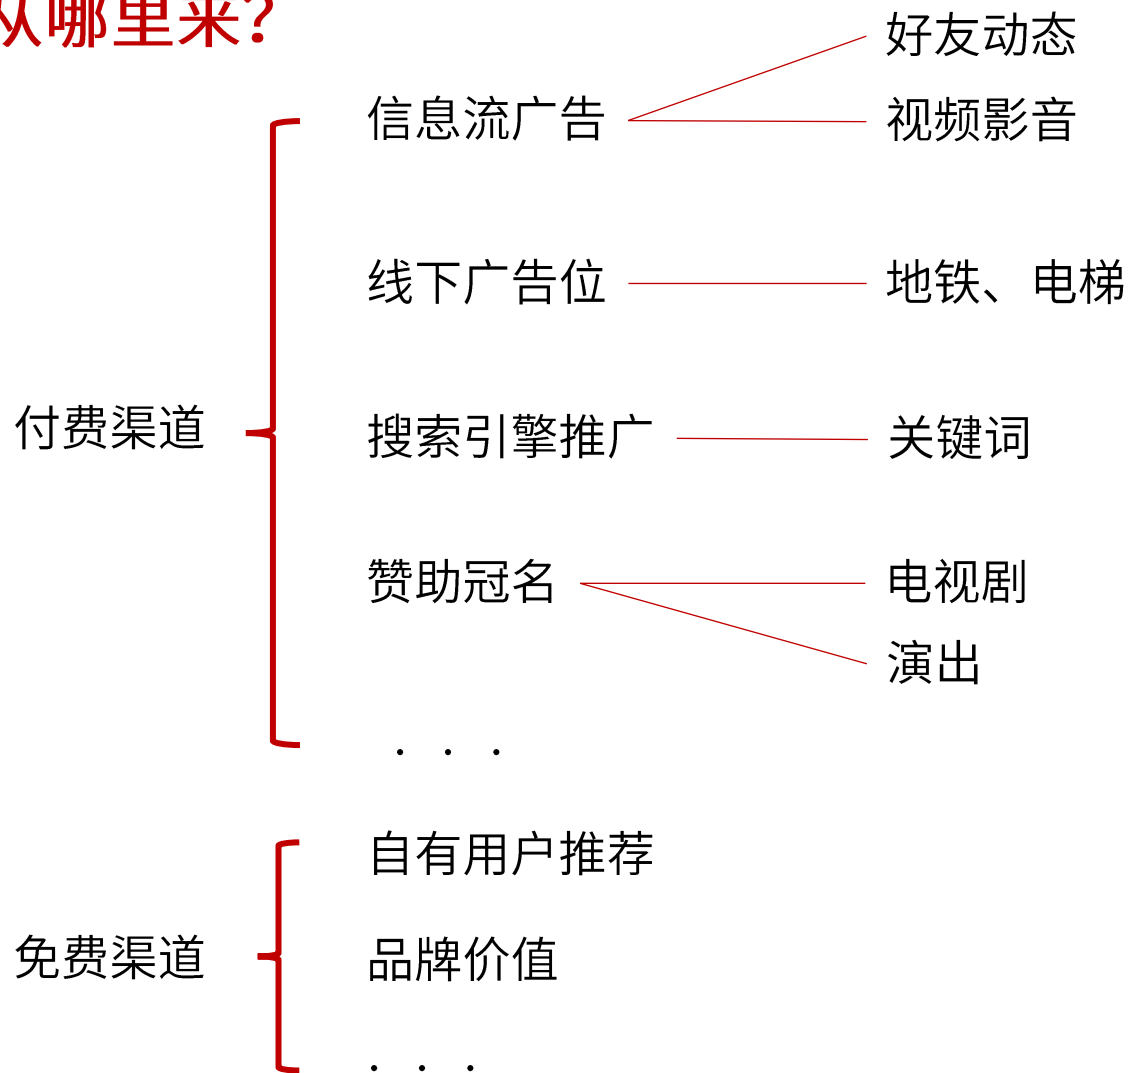 从哪里来？
好友动态
信息流广告
视频影音
线下广告位
地铁、电梯
付费渠道
搜索引擎推广
关键词
赞助冠名
电视剧
演出
. . .
自有用户推荐
免费渠道
品牌价值
. . .